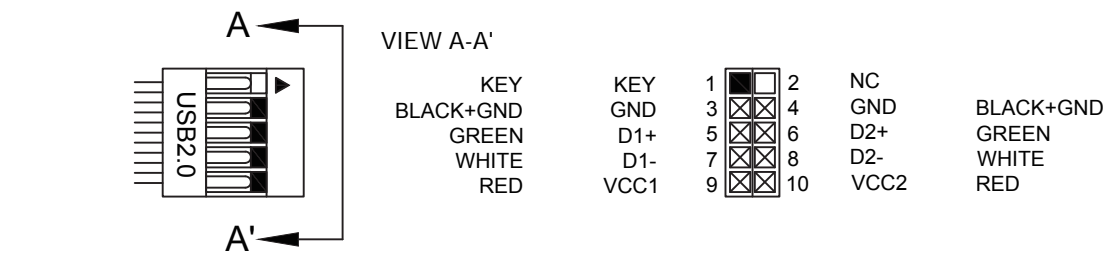 A
VIEW A-A'
USB2.0
KEY KEY 1 2 NC
BLACK+GND GND 3 4 GND BLACK+GND
GREEN D1+ 5 6 D2+ GREEN
WHITE D1- 7 8 D2- WHITE
RED VCC1 9 10 VCC2 RED
A'